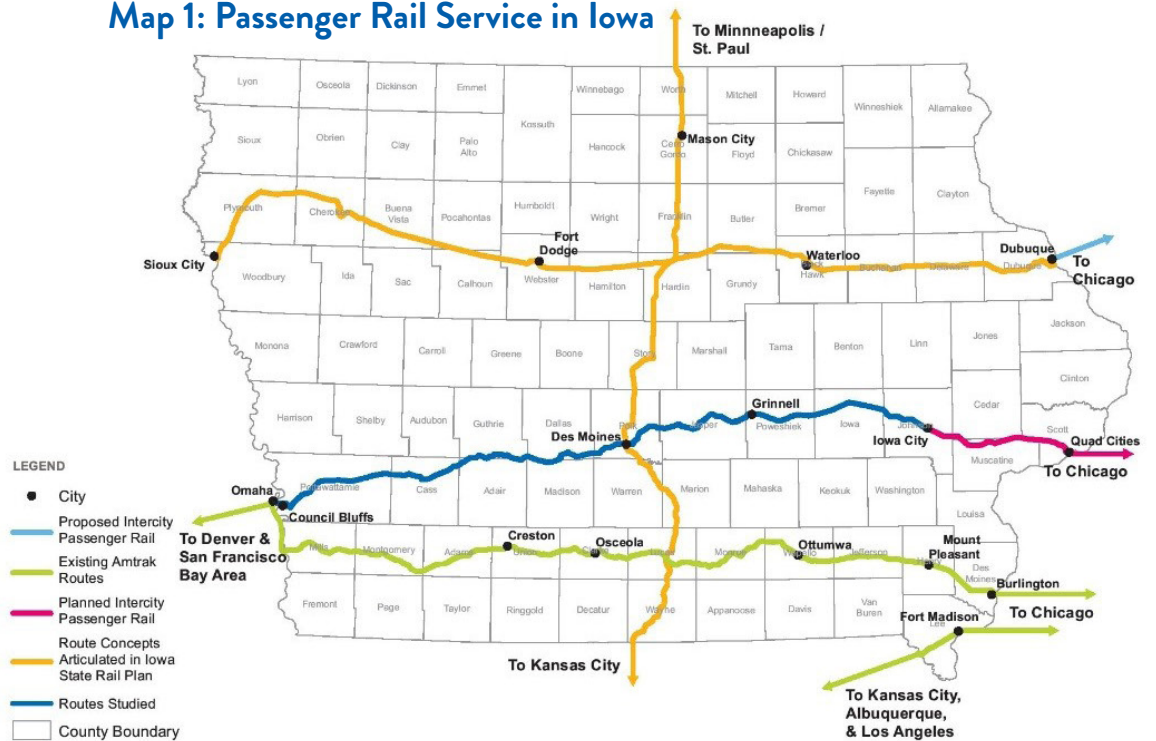 Map 1: Passenger Rail Service in Iowa
To Minnneapolis /
St. Paul
Lyon
Osceola
Dickinson
Emmet
Winnebago
Worth
Mitchell
Howard
Winneshiek
Allamakee
Kossuth
Sioux
Obrien
Clay
Palo
Alto
Hancock
Cerro
Gordo
Mason City
Floyd
Chickasaw
Plymouth
Cherokee
Buena
Vista
Pocahontas
Humboldt
Wright
Franklin
Butler
Bremer
Fayette
Clayton
Sioux City
Fort
Dodge
Waterloo
Dubuque
To
Chicago
Woodbury
Ida
Sac
Calhoun
Webster
Hamilton
Hardin
Grundy
Black
Hawk
Buchanan
Delaware
Dubuque
Monona
Crawford
Carroll
Greene
Boone
Story
Marshall
Tama
Benton
Linn
Jones
Jackson
Clinton
Harrison
Shelby
Audubon
Guthrie
Dallas
Polk
Jasper
Grinnell
Poweshiek
Iowa
Johnson
Cedar
Scott
Des Moines
Iowa City
Quad Cities
To Chicago
Muscatine
Omaha
Council Bluffs
Pottawattamie
Cass
Adair
Madison
Warren
Marion
Mahaska
Keokuk
Washington
Louisa
To Denver &
San Francisco
Bay Area
Mills
Montgomery
Adams
Creston
Union
Osceola
Clarke
Lucas
Monroe
Ottumwa
Wapello
Jefferson
Mount
Pleasant
Henry
Des
Moines
Burlington
To Chicago
Fremont
Page
Taylor
Ringgold
Decatur
Wayne
Appanoose
Davis
Van
Buren
Fort Madison
Lee
To Kansas City
To Kansas City,
Albuquerque,
& Los Angeles
LEGEND
City
Proposed Intercity
Passenger Rail
Existing Amtrak
Routes
Planned Intercity
Passenger Rail
Route Concepts
Articulated in Iowa
State Rail Plan
Routes Studied
County Boundary